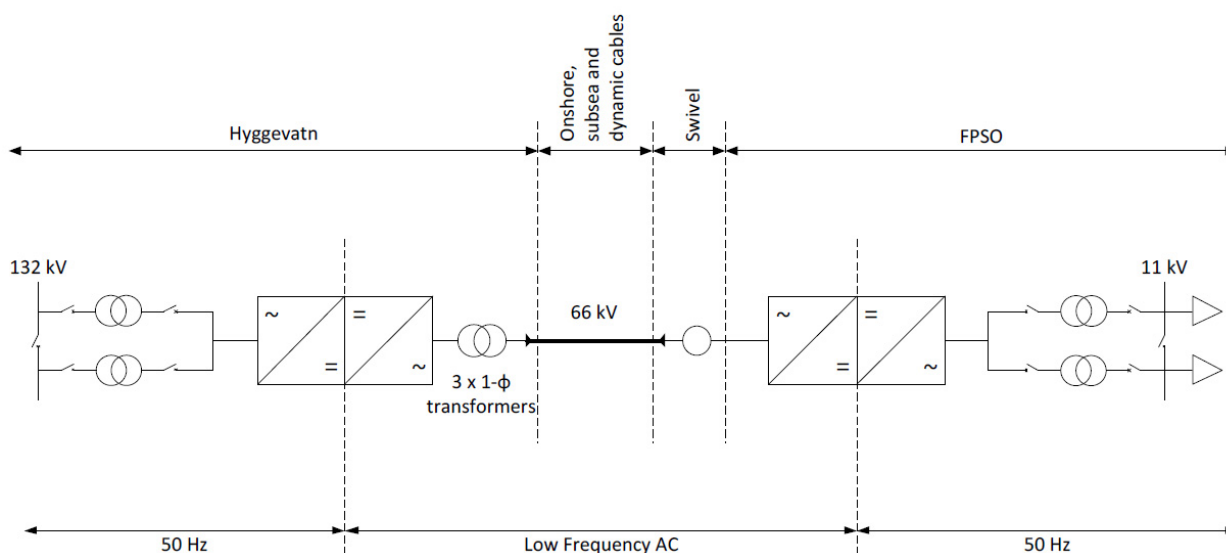 Onshore,
subsea and
dynamic cables
Swivel
Hyggevatn
FPSO
132 kV
11 kV
66 kV
~
=
=
~
~
=
=
~
3 x 1-ф
transformers
50 Hz
Low Frequency AC
50 Hz